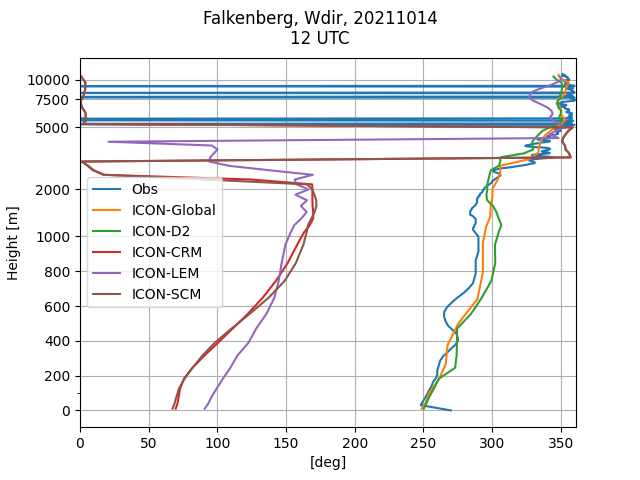 Falkenberg, Wdir, 20211014
12 UTC
Height [m]
10000
7500
5000
2000
1000
800
600
400
200
0
Obs
ICON-Global
ICON-D2
ICON-CRM
ICON-LEM
ICON-SCM
0 50 100 150 200 250 300 350
[deg]